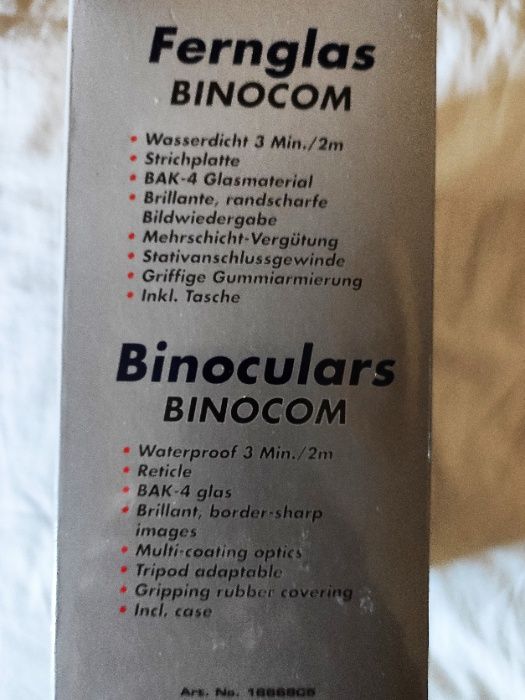 Fernglas
BINOCOM
• Wasserdicht 3 Min./2m
• Strichplatte
• BAK-4 Glasmaterial
• Brillante, randscharfe
Bildwiedergabe
• Mehrschicht-Vergütung
• Stativanschlussgewinde
• Griffige Gummiarmierung
• Inkl. Tasche
Binoculars
BINOCOM
• Waterproof 3 Min./2m
• Reticle
• BAK-4 glas
• Brillant, border-sharp
images
• Multi-coating optics
• Tripod adaptable
• Gripping rubber covering
• Incl. case
Art. No.